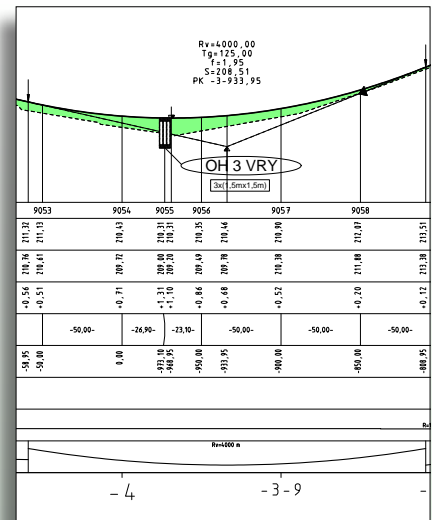 Rv=4000,00
Tg=125,00
f=1,95
S=208,51
PK -3-933,95
OH 3 VRY
3x(1,5mx1,5m)
9053 9054 9055 9056 9057 9058
211,32 211,13 210,43 210,31 210,31 210,35 210,46 210,90 212,07 213,51
210,76 210,61 209,72 209,00 209,20 209,49 209,78 210,38 211,88 213,38
+0,56 +0,51 +0,71 +1,31 +1,10 +0,86 +0,68 +0,52 +0,20 +0,12
-50,00- -26,90- -23,10- -50,00- -50,00- -50,00-
-58,95 -50,00 0,00 -973,10 -968,95 -950,00 -933,95 -900,00 -850,00 -808,95
Rv=4000 m
-4 -3-9 -